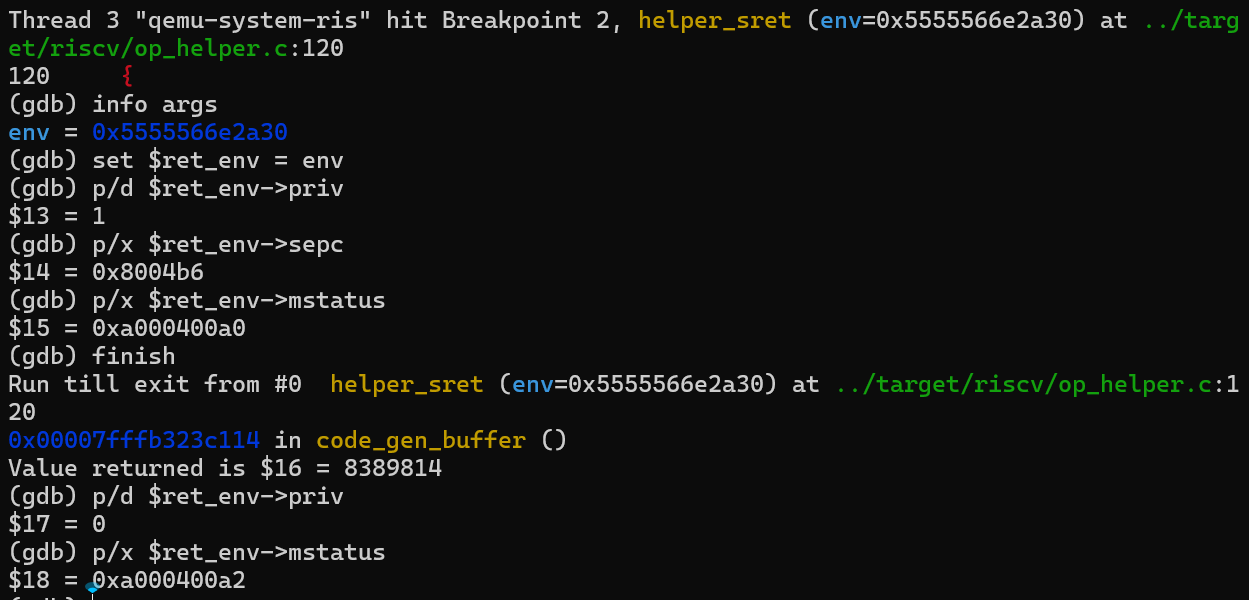 Thread 3 "qemu-system-ris" hit Breakpoint 2, helper_sret (env=0x5555566e2a30) at ../targ
et/riscv/op_helper.c:120
120     {
(gdb) info args
env = 0x5555566e2a30
(gdb) set $ret_env = env
(gdb) p/d $ret_env->priv
$13 = 1
(gdb) p/x $ret_env->sepc
$14 = 0x8004b6
(gdb) p/x $ret_env->mstatus
$15 = 0xa000400a0
(gdb) finish
Run till exit from #0  helper_sret (env=0x5555566e2a30) at ../target/riscv/op_helper.c:1
20
0x00007fffb323c114 in code_gen_buffer ()
Value returned is $16 = 8389814
(gdb) p/d $ret_env->priv
$17 = 0
(gdb) p/x $ret_env->mstatus
$18 = 0xa000400a2